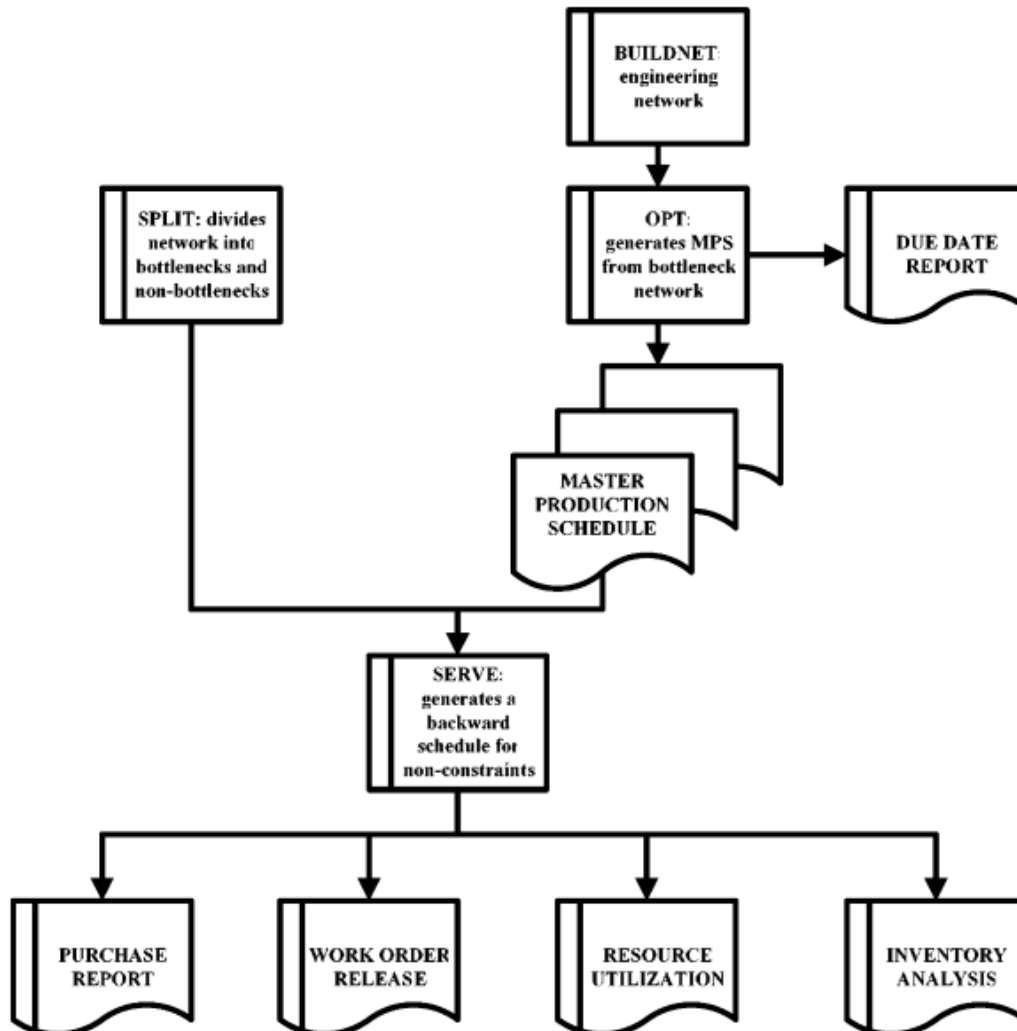 BUILDNET:
engineering
network
SPLIT: divides
network into
bottlenecks and
non-bottlenecks
OPT:
generates MPS
from bottleneck
network
DUE DATE
REPORT
MASTER
PRODUCTION
SCHEDULE
SERVE:
generates a
backward
schedule for
non-constraints
PURCHASE
REPORT
WORK ORDER
RELEASE
RESOURCE
UTILIZATION
INVENTORY
ANALYSIS